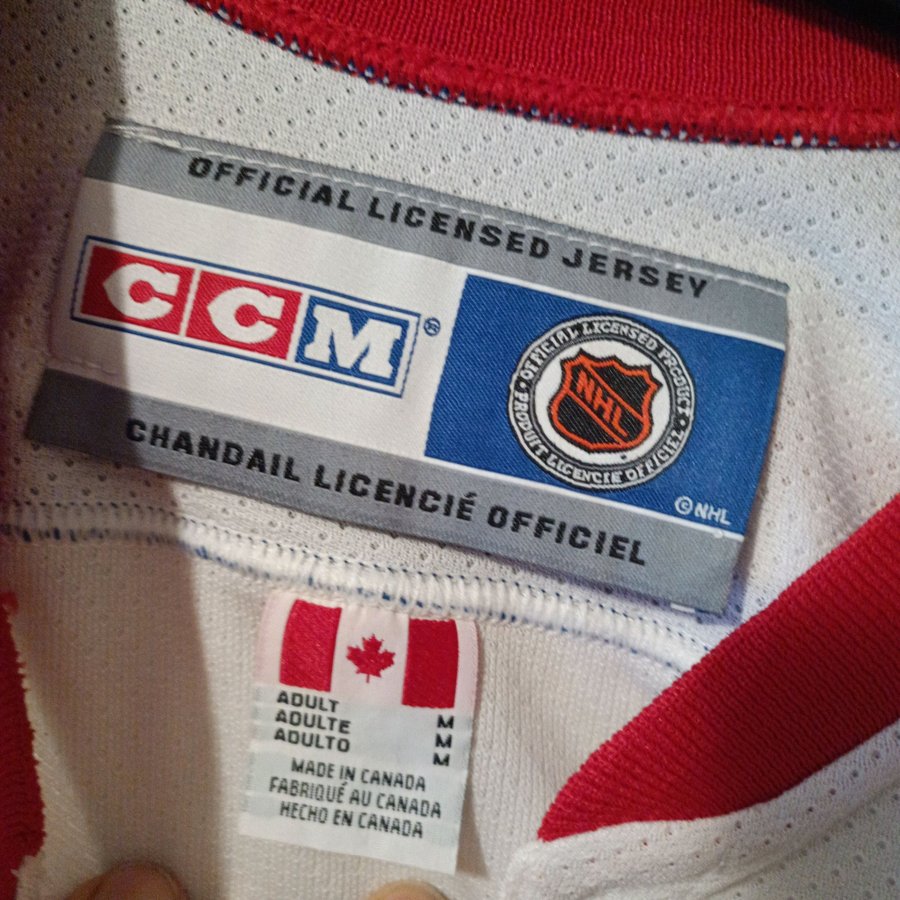 OFFICIAL LICENSED JERSEY
CCM®
OFFICIAL LICENSED PRODUCT
NHL
PRODUIT LICENCIE OFFICIEL
©NHL
CHANDAIL LICENCIÉ OFFICIEL
ADULT M
ADULTE M
ADULTO M
MADE IN CANADA
FABRIQUÉ AU CANADA
HECHO EN CANADA